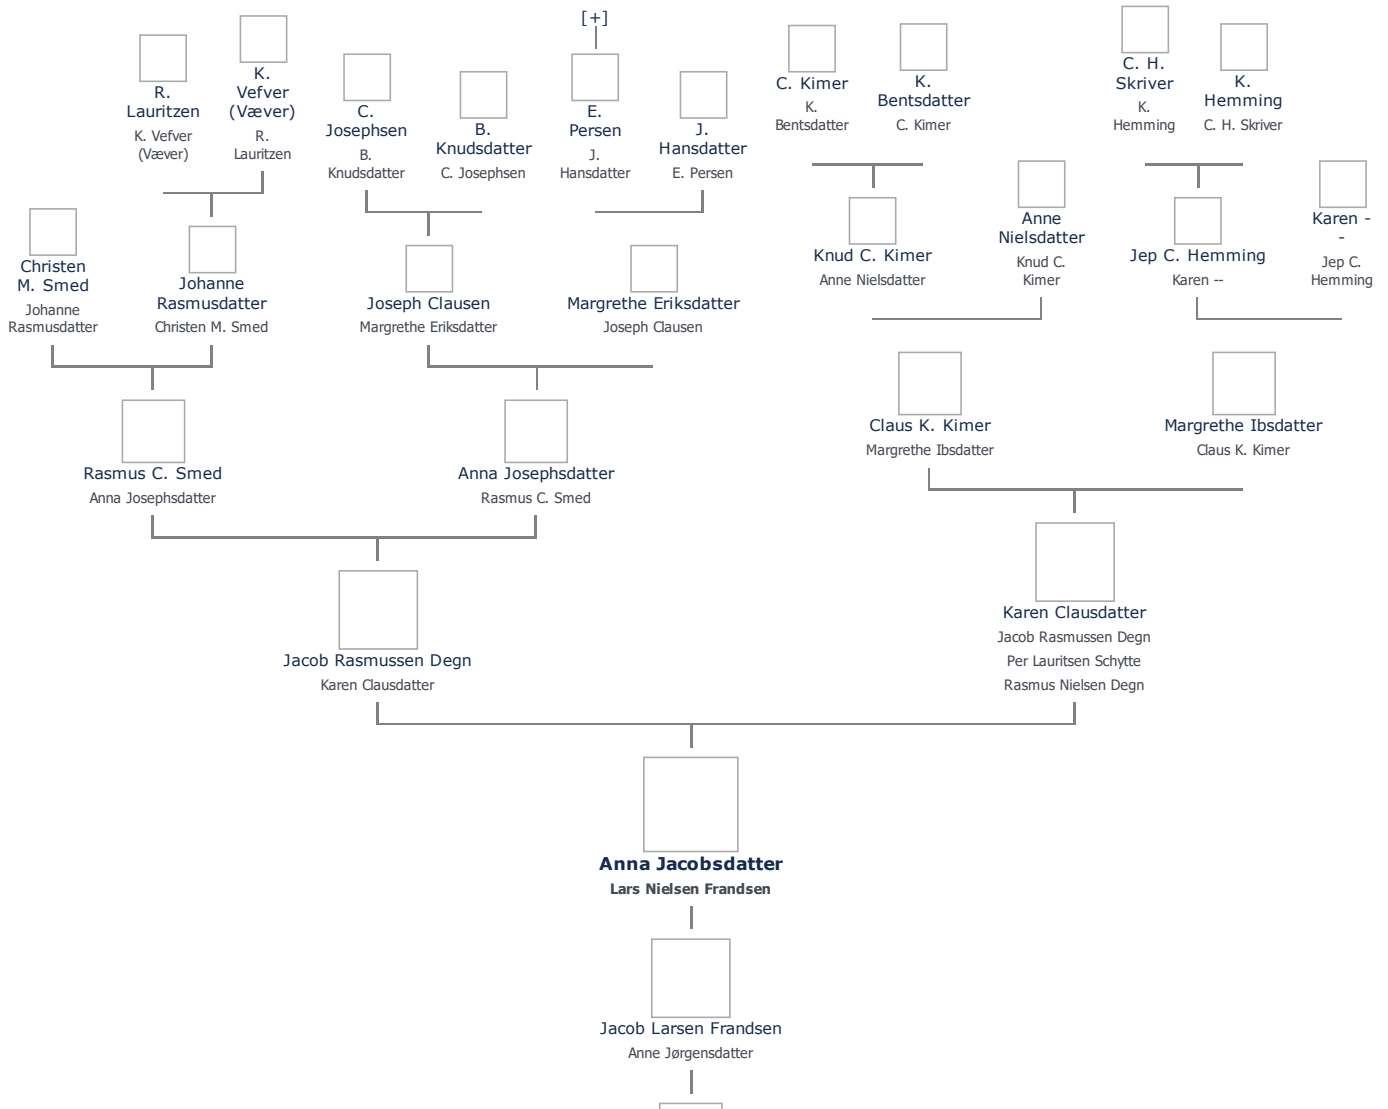 [+]
R.
Lauritzen
K. Vefver
(Væver)
K.
Vefver
(Væver)
R.
Lauritzen
C.
Josephsen
B.
Knudsdatter
B.
Knudsdatter
C. Josephsen
E.
Persen
J.
Hansdatter
J.
Hansdatter
E. Persen
C. Kimer
K.
Bentsdatter
K.
Bentsdatter
C. Kimer
C. H.
Skriver
K.
Hemming
K.
Hemming
C. H. Skriver
Christen
M. Smed
Johanne
Rasmusdatter
Johanne
Rasmusdatter
Christen M. Smed
Joseph Clausen
Margrethe Eriksdatter
Margrethe Eriksdatter
Joseph Clausen
Knud C. Kimer
Anne Nielsdatter
Anne
Nielsdatter
Knud C.
Kimer
Jep C. Hemming
Karen --
Karen -
-
Jep C.
Hemming
Rasmus C. Smed
Anna Josephsdatter
Anna Josephsdatter
Rasmus C. Smed
Claus K. Kimer
Margrethe Ibsdatter
Margrethe Ibsdatter
Claus K. Kimer
Jacob Rasmussen Degn
Karen Clausdatter
Karen Clausdatter
Jacob Rasmussen Degn
Per Lauritsen Schytte
Rasmus Nielsen Degn
Anna Jacobsdatter
Lars Nielsen Frandsen
Jacob Larsen Frandsen
Anne Jørgensdatter